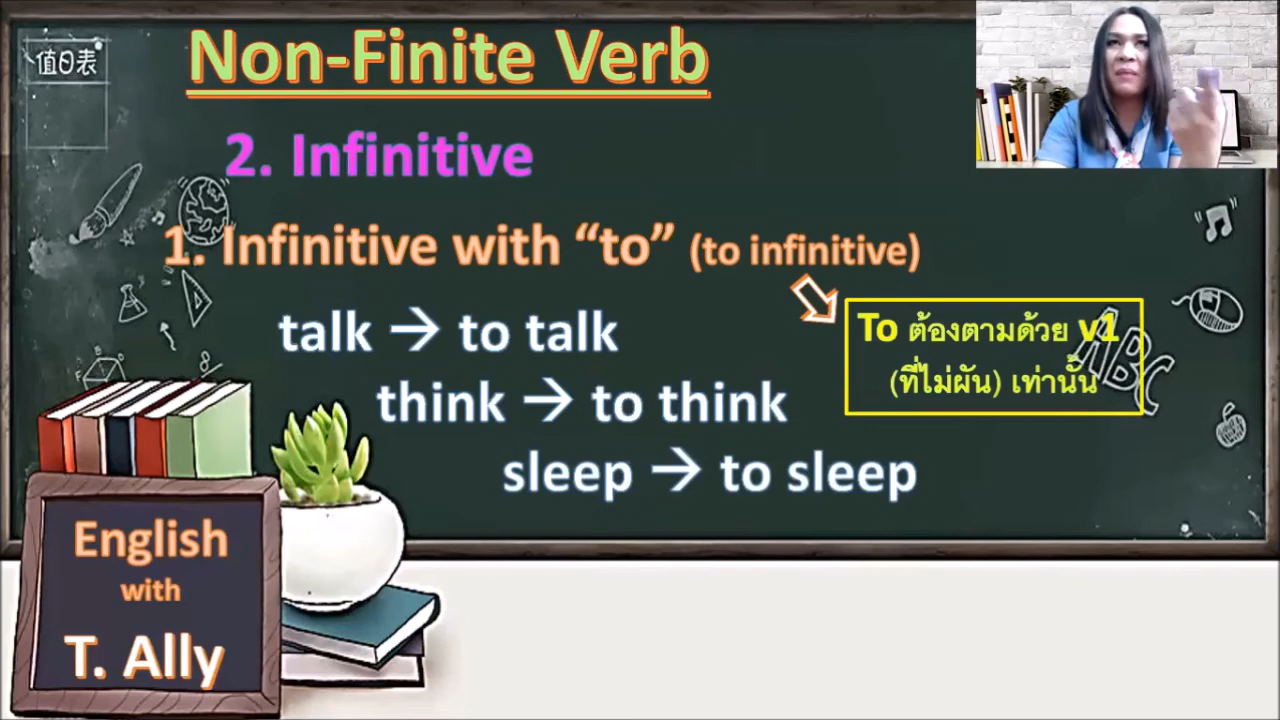 Non-Finite Verb
值日表
2. Infinitive
1. Infinitive with “to” (to infinitive)
talk → to talk
To ต้องตามด้วย v1
(ที่ไม่ผัน) เท่านั้น
think → to think
sleep → to sleep
ABC
English
with
T. Ally